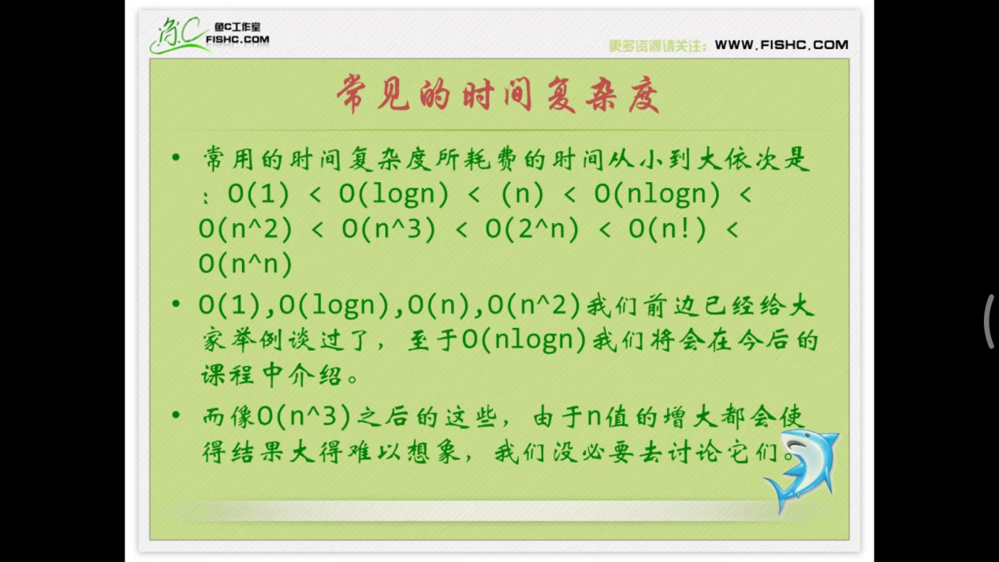 鱼C工作室
FISHC.COM
更多资源请关注：WWW.FISHC.COM
常见的时间复杂度
• 常用的时间复杂度所耗费的时间从小到大依次是
：O(1) < O(logn) < (n) < O(nlogn) <
O(n^2) < O(n^3) < O(2^n) < O(n!) <
O(n^n)
• O(1),O(logn),O(n),O(n^2)我们前边已经给大
家举例谈过了，至于O(nlogn)我们将会在今后的
课程中介绍。
• 而像O(n^3)之后的这些，由于n值的增大都会使
得结果大得难以想象，我们没必要去讨论它们。